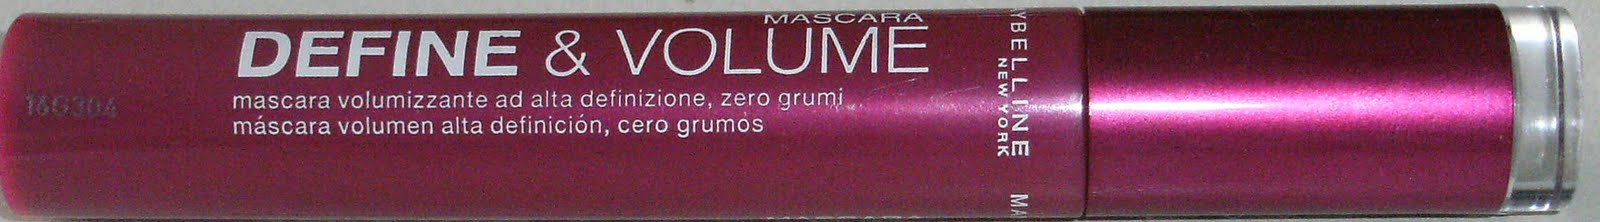 MASCARA
DEFINE & VOLUME
mascara volumizzante ad alta definizione, zero grumi
máscara volumen alta definición, cero grumos
16G304
MAYBELLINE
NEW YORK